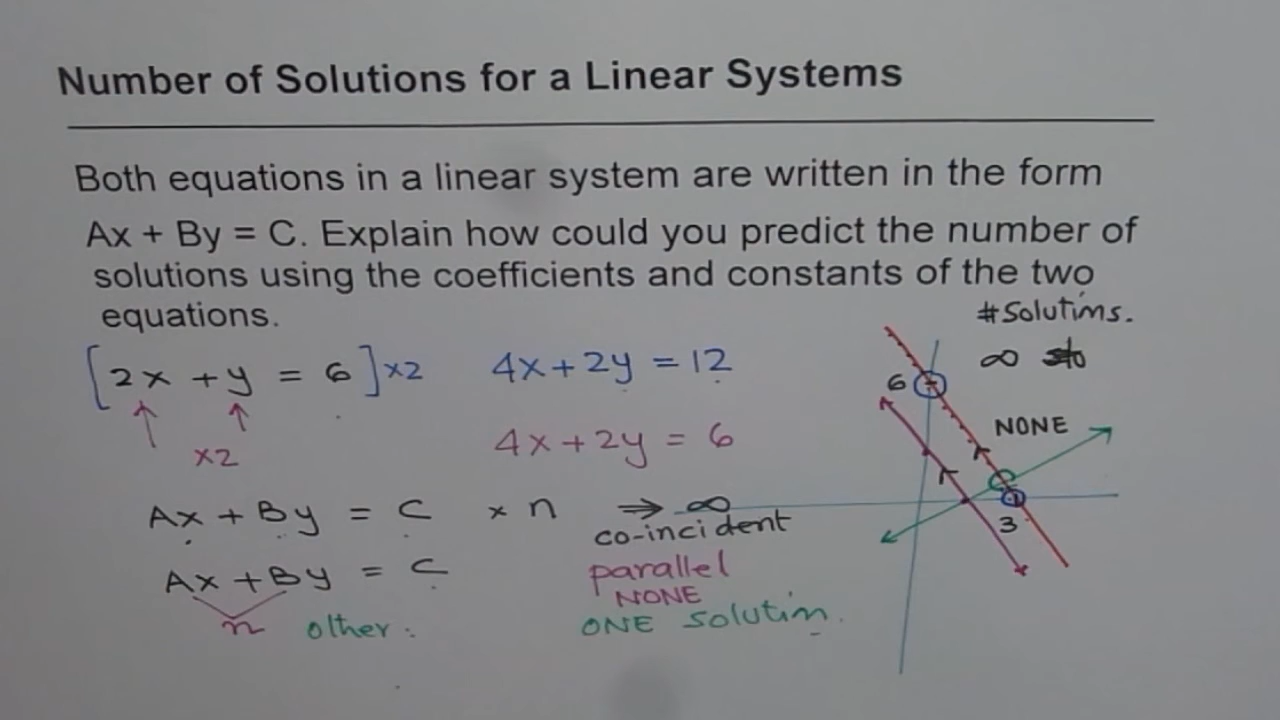 Number of Solutions for a Linear Systems
Both equations in a linear system are written in the form
Ax + By = C. Explain how could you predict the number of
solutions using the coefficients and constants of the two
equations.
#Solutims.
[2x + y = 6] x2 4x + 2y = 12
6 ∞
x2
4x + 2y = 6
NONE
Ax + By = C x n ⇒ ∞
co-incident
3
Ax + By = C
parallel
NONE
n other :
ONE solutim.